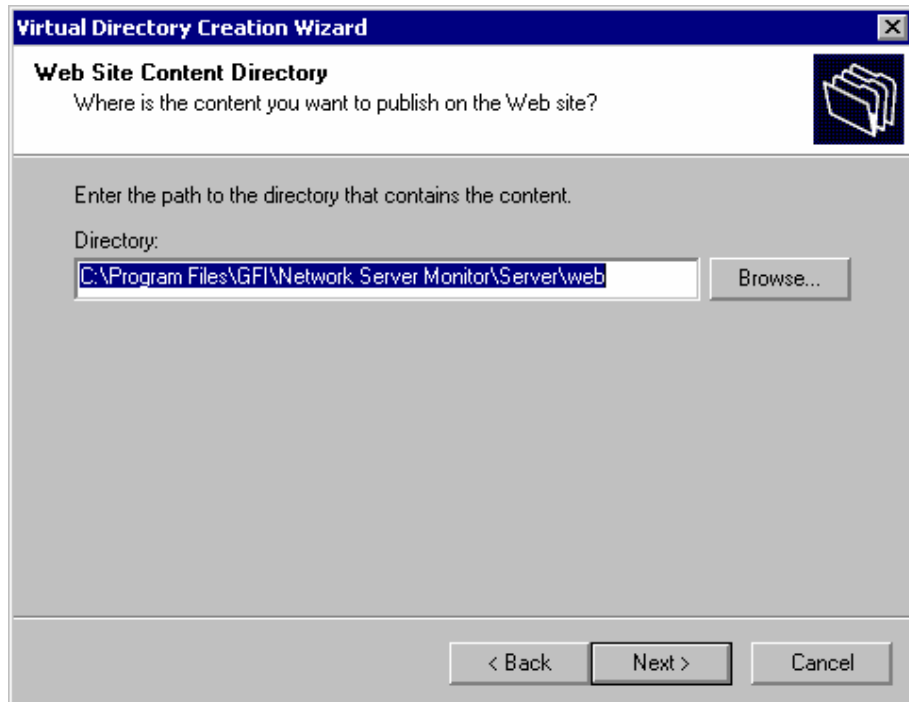 Virtual Directory Creation Wizard
Web Site Content Directory
Where is the content you want to publish on the Web site?
Enter the path to the directory that contains the content.
Directory:
C:\Program Files\GFI\Network Server Monitor\Server\web
Browse...
< Back
Next >
Cancel